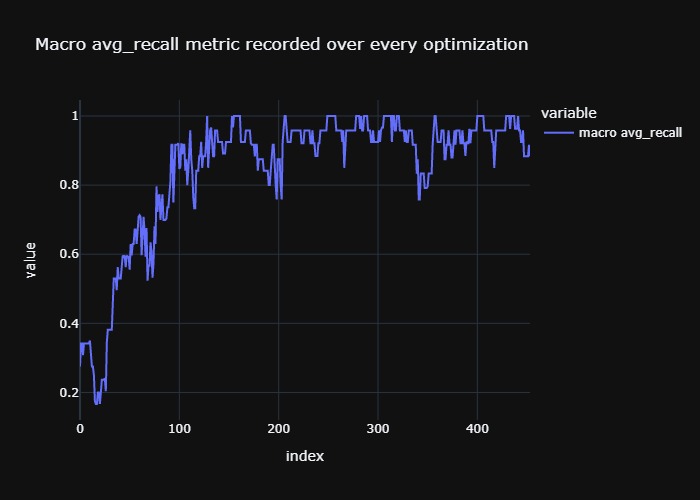 Macro avg_recall metric recorded over every optimization
variable
macro avg_recall
value
1
0.8
0.6
0.4
0.2
0
100
200
300
400
index